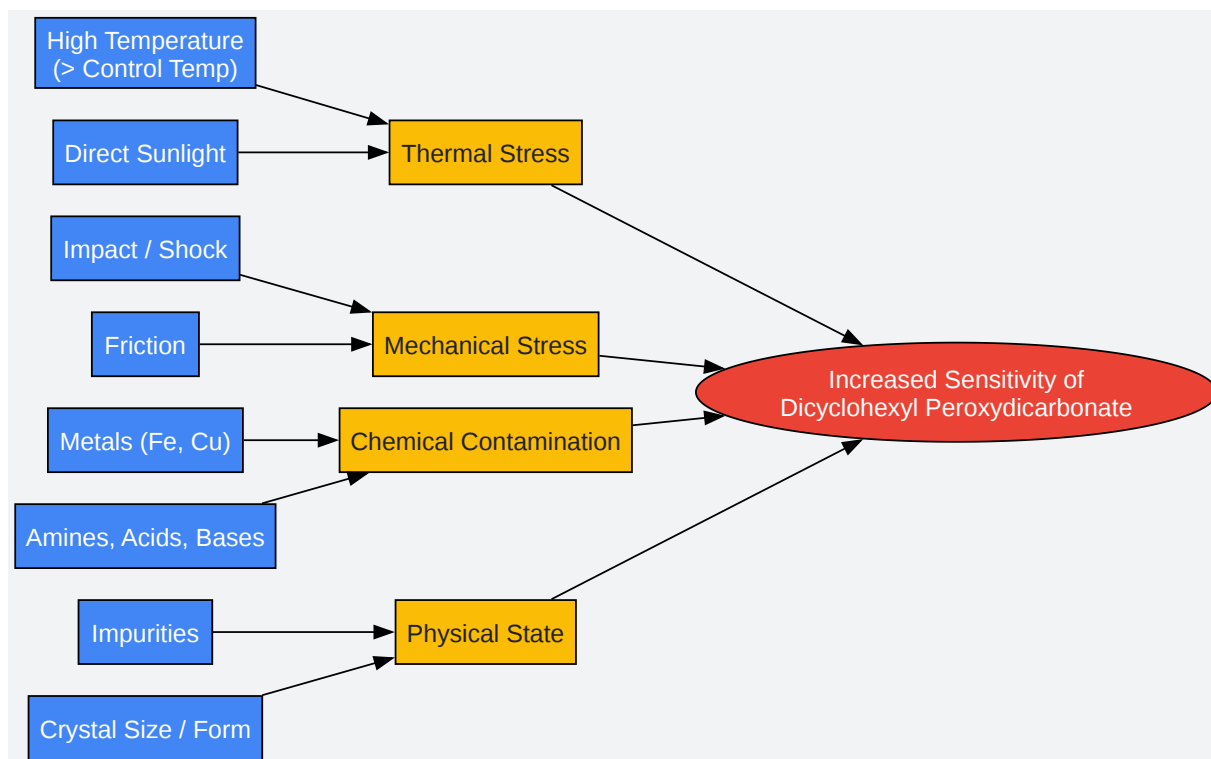 High Temperature
(> Control Temp)
Direct Sunlight
Thermal Stress
Impact / Shock
Friction
Mechanical Stress
Increased Sensitivity of
Dicyclohexyl Peroxydicarbonate
Metals (Fe, Cu)
Chemical Contamination
Amines, Acids, Bases
Impurities
Physical State
Crystal Size / Form